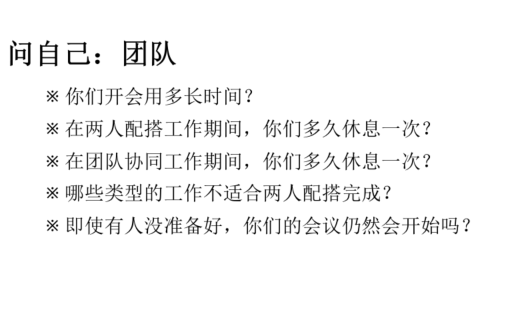 问自己：团队
※ 你们开会用多长时间？
※ 在两人配搭工作期间，你们多久休息一次？
※ 在团队协同工作期间，你们多久休息一次？
※ 哪些类型的工作不适合两人配搭完成？
※ 即使有人没准备好，你们的会议仍然会开始吗？